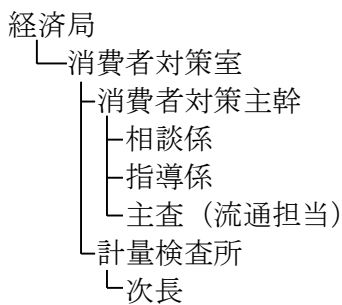 経済局
消費者対策室
消費者対策主幹
相談係
指導係
主査（流通担当）
計量検査所
次長